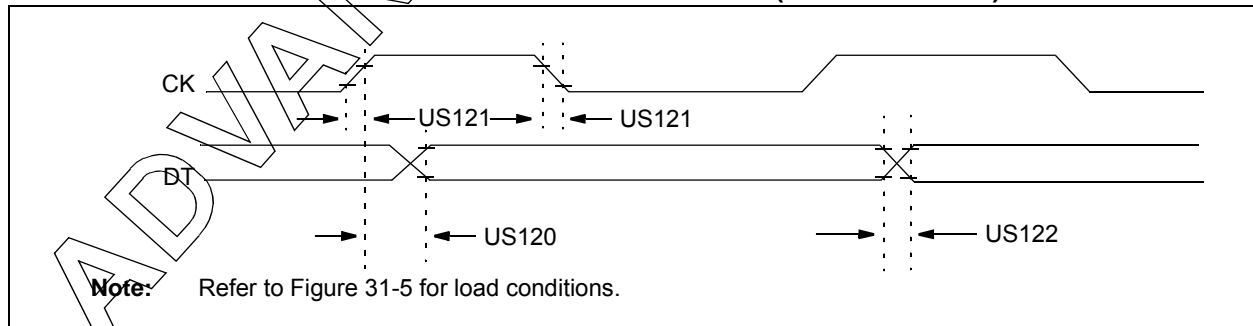 CK
US121
US121
DT
US120
US122
Note: Refer to Figure 31-5 for load conditions.